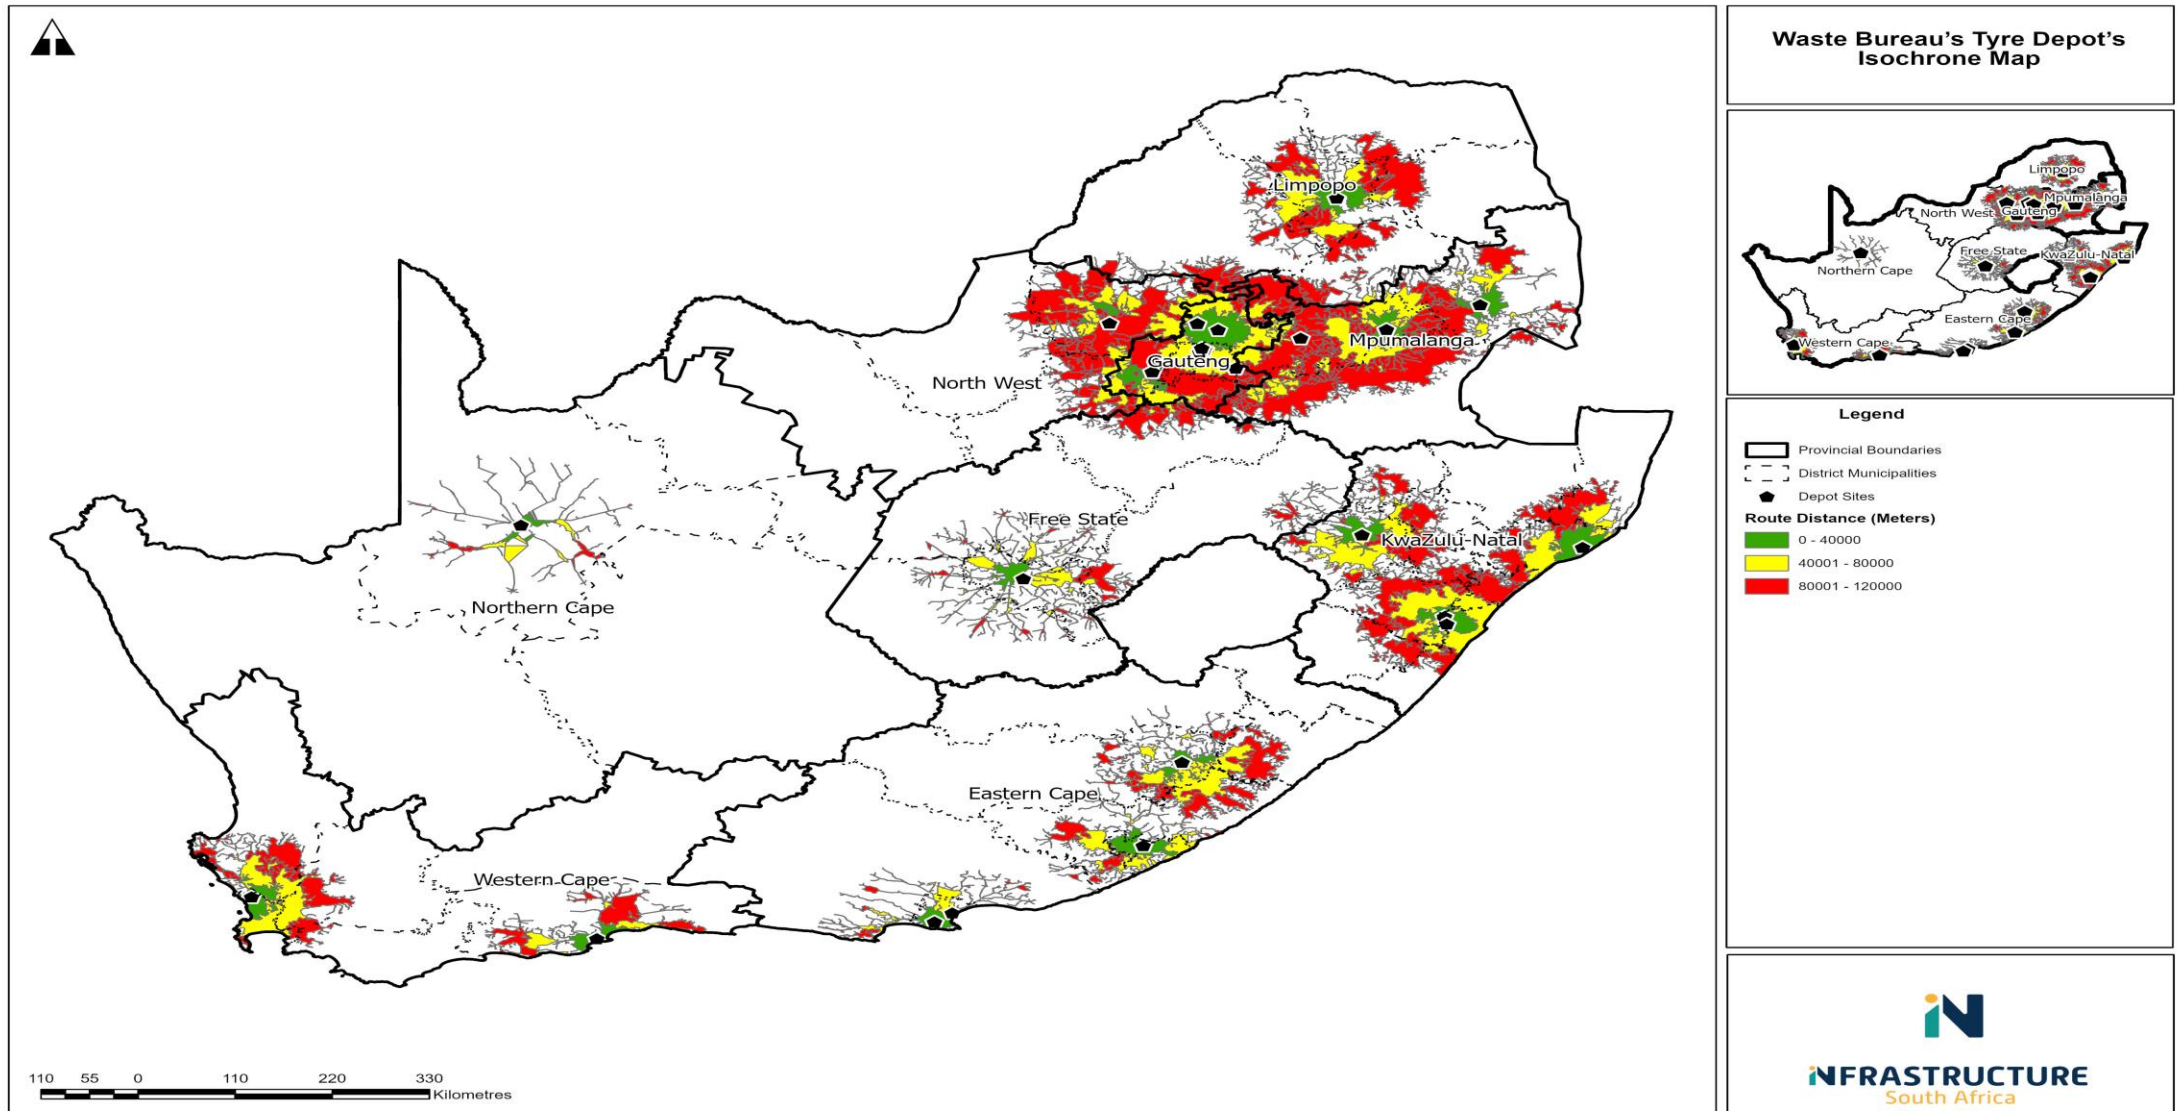 Waste Bureau's Tyre Depot's
Isochrone Map
Limpopo
Mpumalanga
Gauteng
North West
Free State
KwaZulu-Natal
Northern Cape
Eastern Cape
Western Cape
Limpopo
Mpumalanga
North West
Gauteng
Free State
KwaZulu-Natal
Northern Cape
Eastern Cape
Western Cape
Legend
Provincial Boundaries
District Municipalities
Depot Sites
Route Distance (Meters)
0 - 40000
40001 - 80000
80001 - 120000
110 55 0 110 220 330
Kilometres
iN
iNFRASTRUCTURE
South Africa